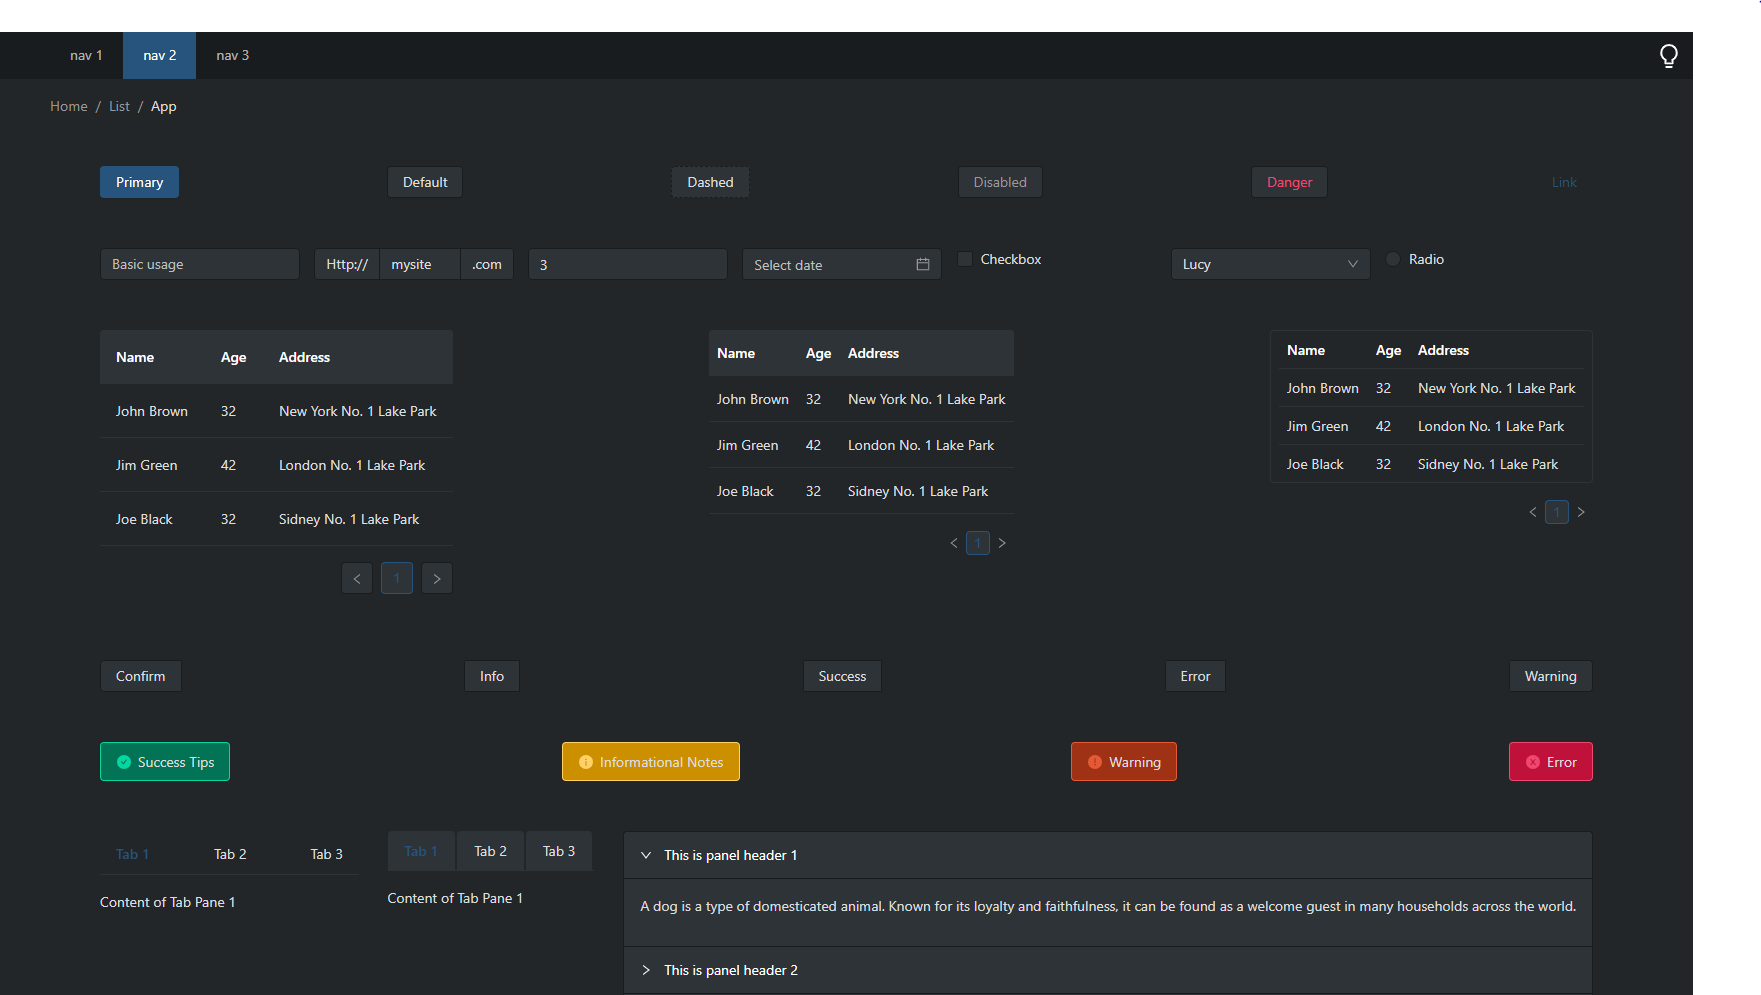 nav 1 nav 2 nav 3
Home / List / App
Primary Default Dashed Disabled Danger Link
Basic usage Http:// mysite .com 3 Select date Checkbox Lucy Radio
Name Age Address
John Brown 32 New York No. 1 Lake Park
Jim Green 42 London No. 1 Lake Park
Joe Black 32 Sidney No. 1 Lake Park
< 1 >
Name Age Address
John Brown 32 New York No. 1 Lake Park
Jim Green 42 London No. 1 Lake Park
Joe Black 32 Sidney No. 1 Lake Park
< 1 >
Name Age Address
John Brown 32 New York No. 1 Lake Park
Jim Green 42 London No. 1 Lake Park
Joe Black 32 Sidney No. 1 Lake Park
< 1 >
Confirm Info Success Error Warning
Success Tips Informational Notes Warning Error
Tab 1 Tab 2 Tab 3
Content of Tab Pane 1
Tab 1 Tab 2 Tab 3
Content of Tab Pane 1
This is panel header 1
A dog is a type of domesticated animal. Known for its loyalty and faithfulness, it can be found as a welcome guest in many households across the world.
This is panel header 2